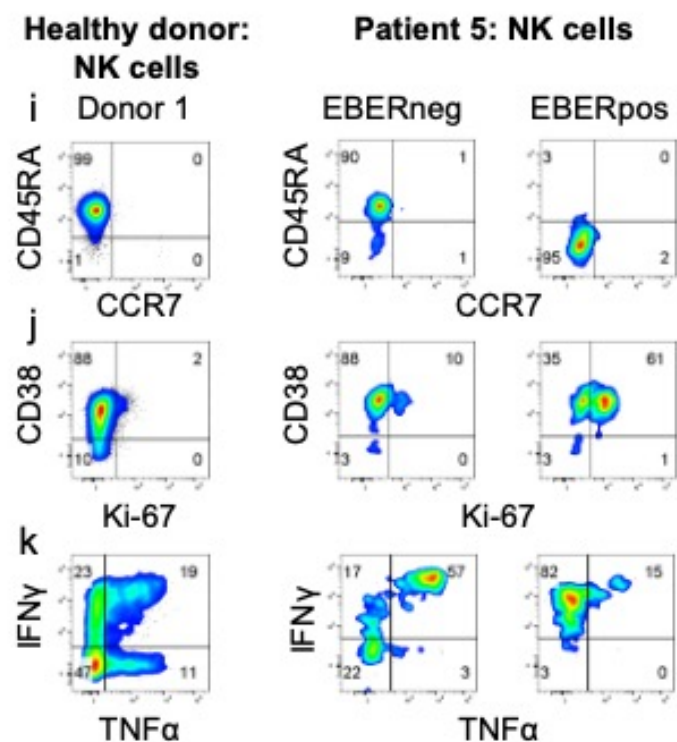 Healthy donor: Patient 5: NK cells
NK cells
i Donor 1 EBERneg EBERpos
CD45RA 99 0 1 0 CD45RA 90 1 9 1 3 0 95 2
CCR7 CCR7
j
CD38 88 2 10 0 CD38 88 10 3 0 35 61 3 1
Ki-67 Ki-67
k
IFNγ 23 19 47 11 IFNγ 17 57 22 3 82 15 3 0
TNFα TNFα